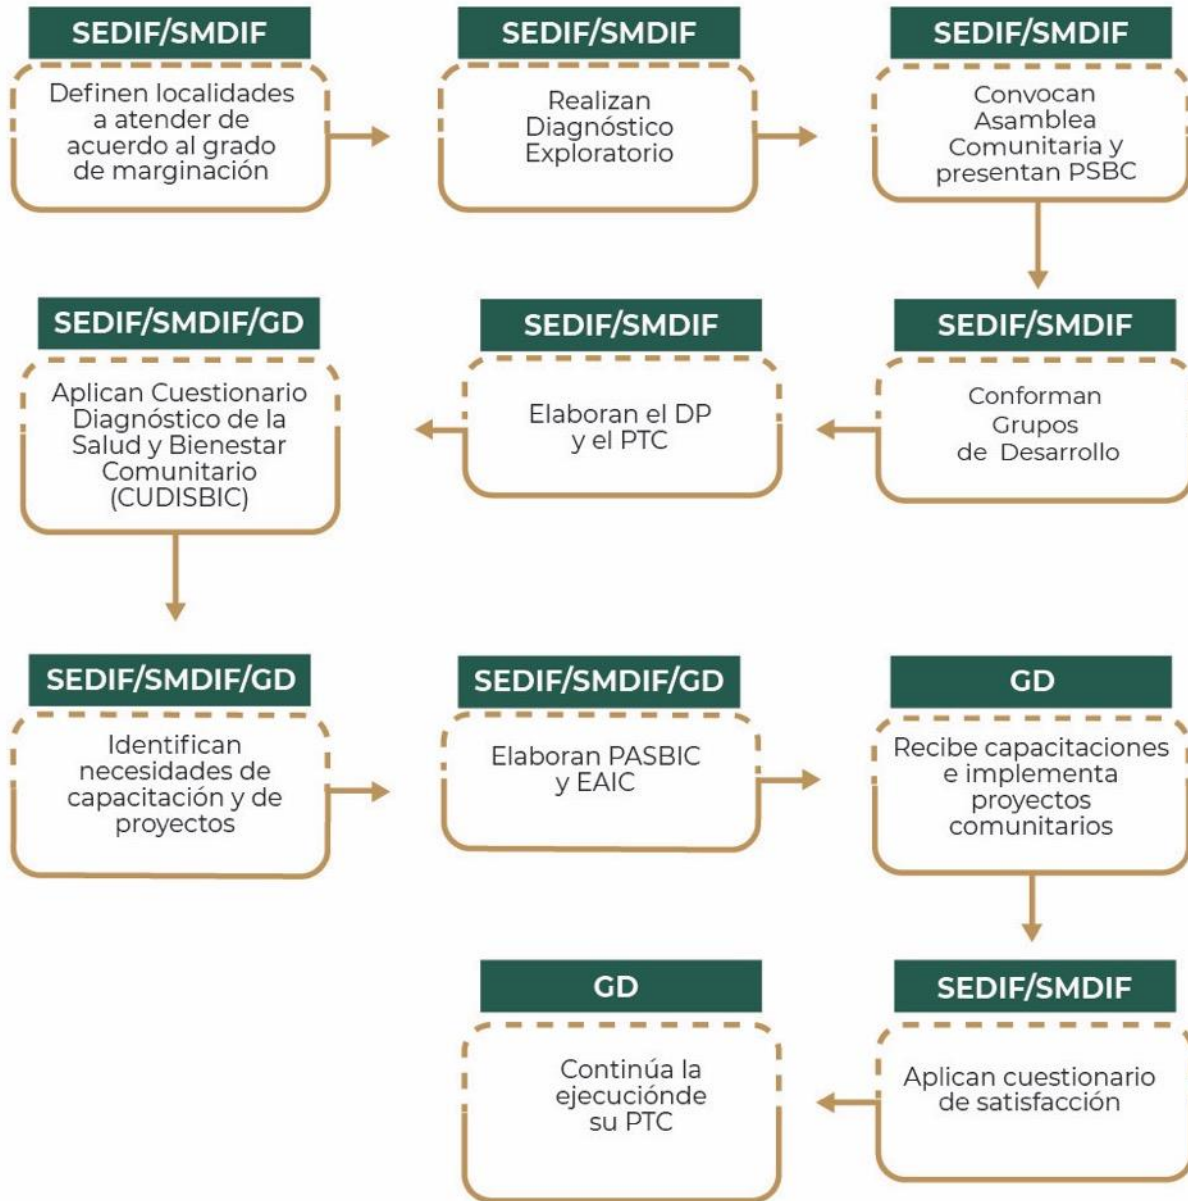 SEDIF/SMDIF
Definen localidades
a atender de
acuerdo al grado
de marginación
SEDIF/SMDIF
Realizan
Diagnóstico
Exploratorio
SEDIF/SMDIF
Convocan
Asamblea
Comunitaria y
presentan PSBC
SEDIF/SMDIF
Conforman
Grupos
de Desarrollo
SEDIF/SMDIF
Elaboran el DP
y el PTC
SEDIF/SMDIF/GD
Aplican Cuestionario
Diagnóstico de la
Salud y Bienestar
Comunitario
(CUDISBIC)
SEDIF/SMDIF/GD
Identifican
necesidades de
capacitación y de
proyectos
SEDIF/SMDIF/GD
Elaboran PASBIC
y EAIC
GD
Recibe capacitaciones
e implementa
proyectos
comunitarios
SEDIF/SMDIF
Aplican cuestionario
de satisfacción
GD
Continúa la
ejecuciónde
su PTC